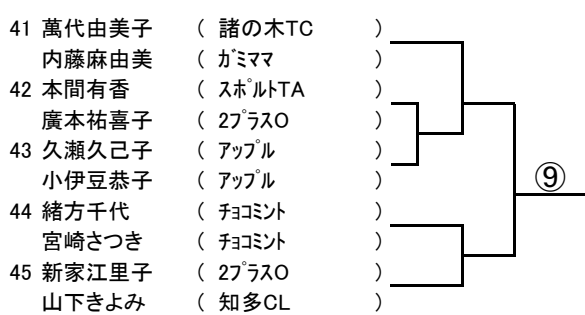 41 萬代由美子 ( 諸の木TC )
内藤麻由美 ( ｶﾞﾐﾏﾏ )
42 本間有香 ( ｽﾎﾟﾙﾄTA )
廣本祐喜子 ( 2ﾌﾟﾗｽO )
43 久瀬久己子 ( ｱｯﾌﾟﾙ )
小伊豆恭子 ( ｱｯﾌﾟﾙ )
⑨
44 緒方千代 ( ﾁｮｺﾐﾝﾄ )
宮崎さつき ( ﾁｮｺﾐﾝﾄ )
45 新家江里子 ( 2ﾌﾟﾗｽO )
山下きよみ ( 知多CL )